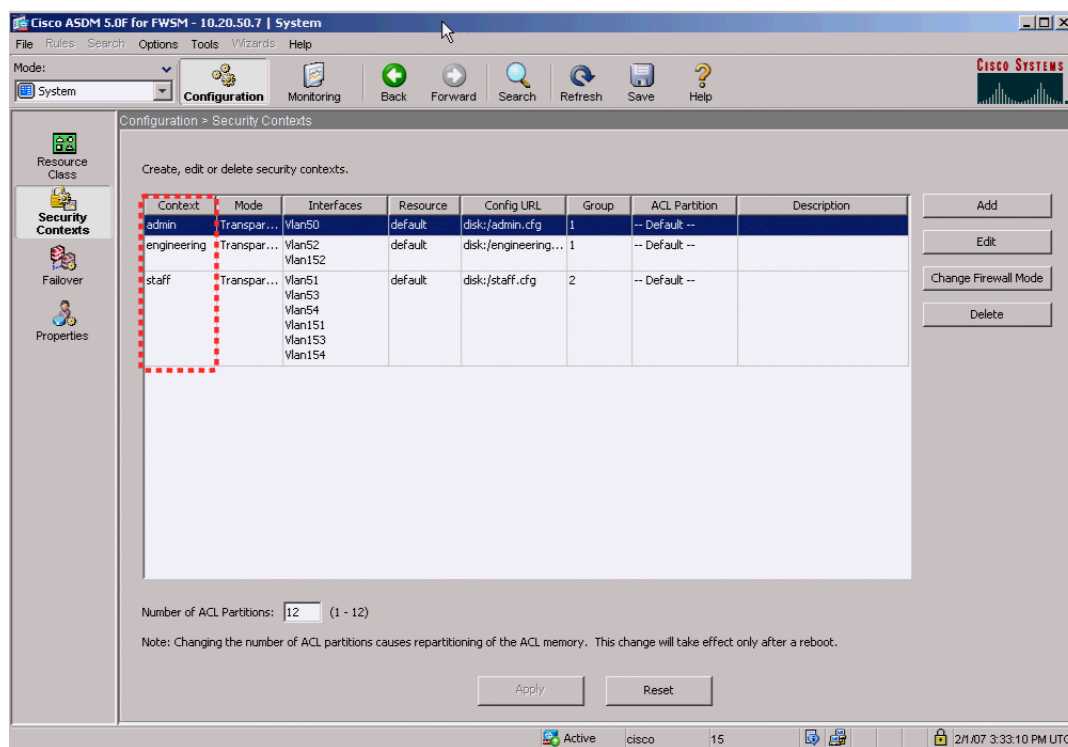 Cisco ASDM 5.0F for FWSM - 10.20.50.7 | System
File Rules Search Options Tools Wizards Help
Mode:
System
Configuration Monitoring Back Forward Search Refresh Save Help
CISCO SYSTEMS
Configuration > Security Contexts
Resource
Class
Security
Contexts
Failover
Properties
Create, edit or delete security contexts.
Context Mode Interfaces Resource Config URL Group ACL Partition Description
admin Transpar... Vlan50 default disk:/admin.cfg 1 -- Default --
engineering Transpar... Vlan52 default disk:/engineering... 1 -- Default --
Vlan152
staff Transpar... Vlan51 default disk:/staff.cfg 2 -- Default --
Vlan53
Vlan54
Vlan151
Vlan153
Vlan154
Add
Edit
Change Firewall Mode
Delete
Number of ACL Partitions: 12 (1 - 12)
Note: Changing the number of ACL partitions causes repartitioning of the ACL memory. This change will take effect only after a reboot.
Apply Reset
Active cisco 15 2/1/07 3:33:10 PM UTC